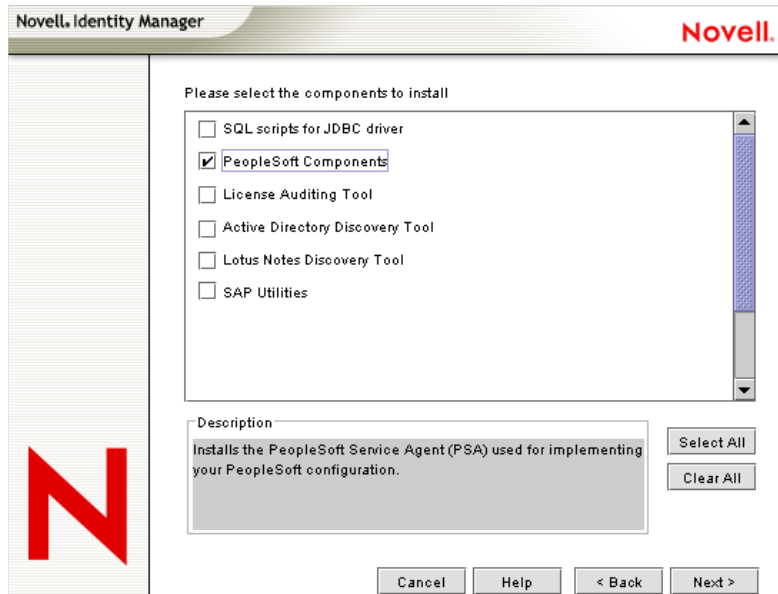 Novell. Identity Manager
Novell.
Please select the components to install
SQL scripts for JDBC driver
PeopleSoft Components
License Auditing Tool
Active Directory Discovery Tool
Lotus Notes Discovery Tool
SAP Utilities
Description
Installs the PeopleSoft Service Agent (PSA) used for implementing
your PeopleSoft configuration.
Select All
Clear All
N
Cancel Help < Back Next >